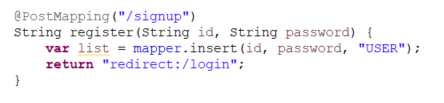 @PostMapping("/signup")
String register(String id, String password) {
    var list = mapper.insert(id, password, "USER");
    return "redirect:/login";
}